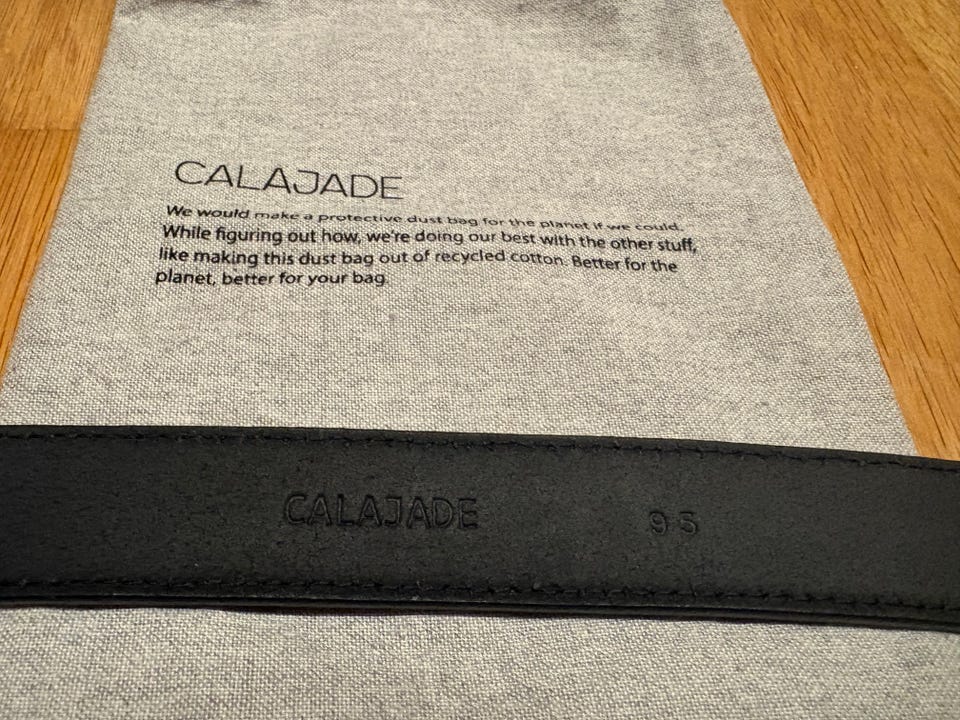 CALAJADE
We would make a protective dust bag for the planet if we could.
While figuring out how, we're doing our best with the other stuff,
like making this dust bag out of recycled cotton. Better for the
planet, better for your bag
CALAJADE 95